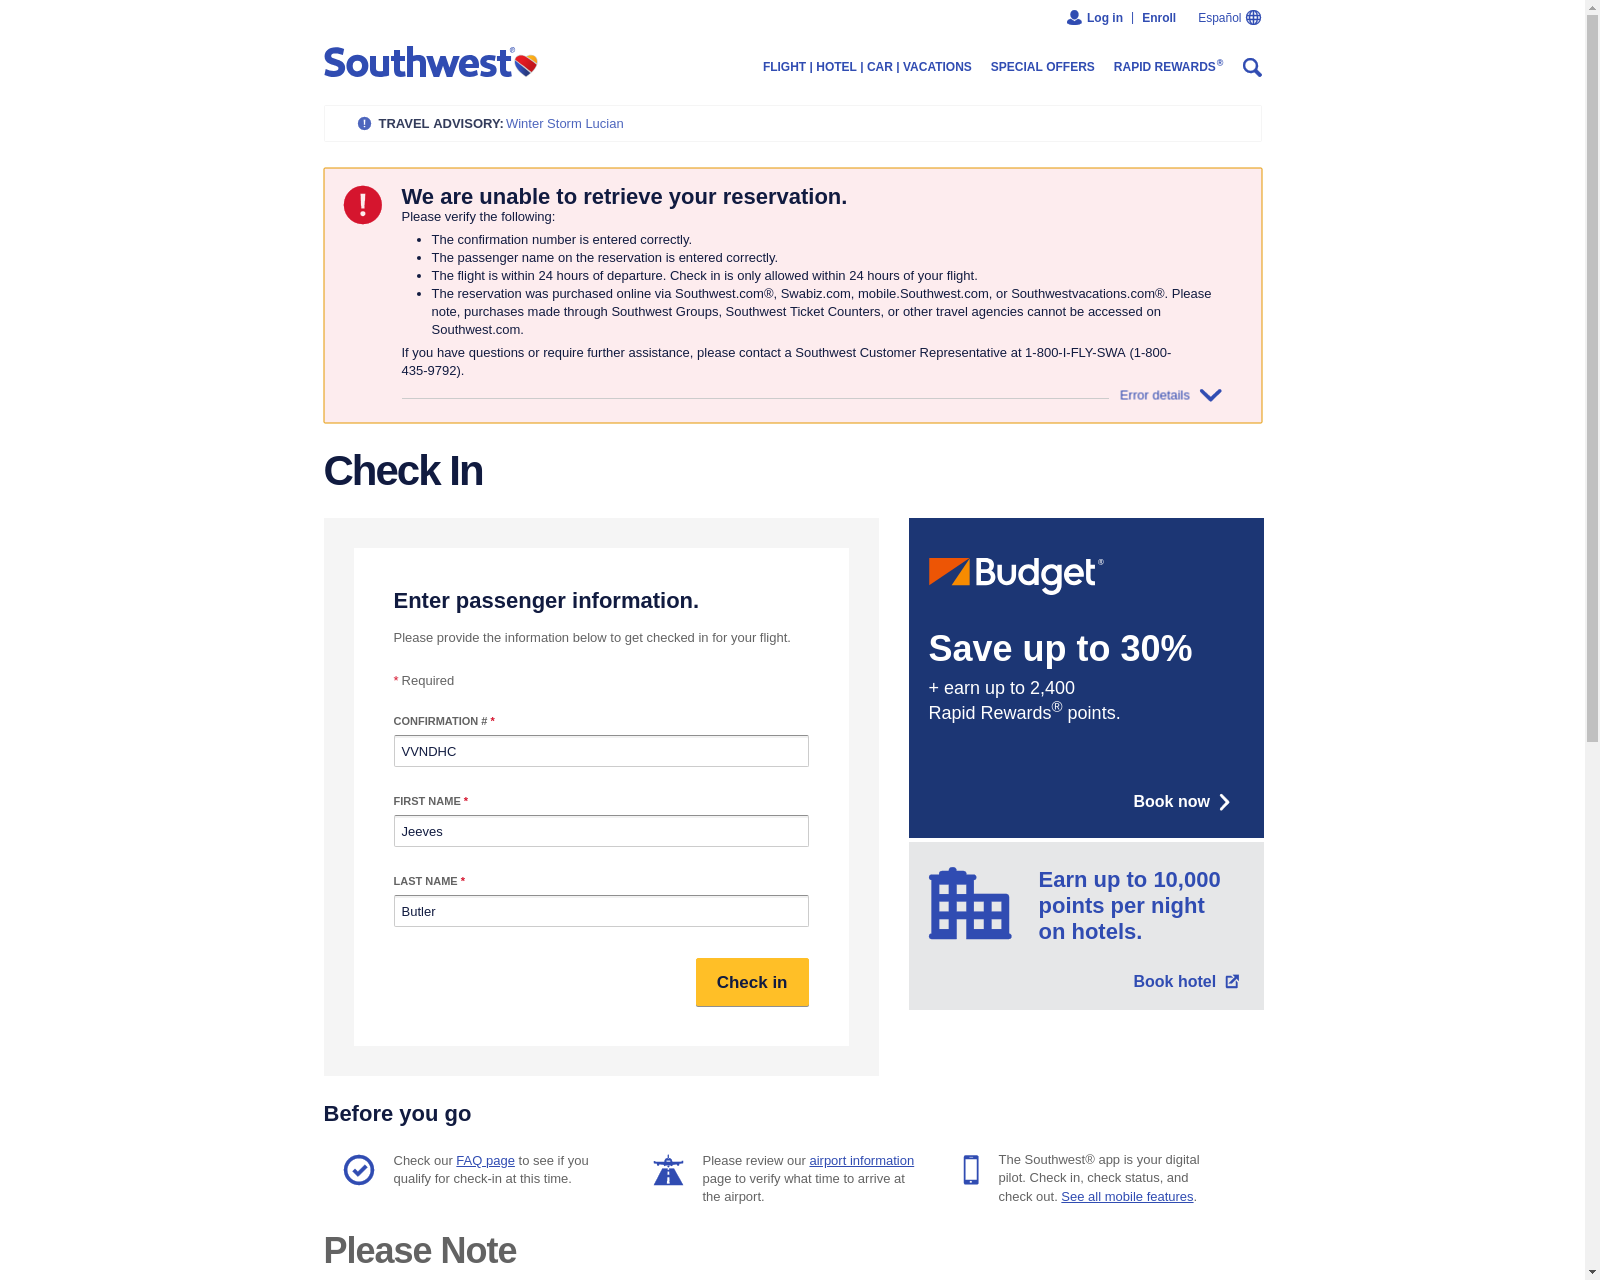 Log in | Enroll Español
Southwest®
FLIGHT | HOTEL | CAR | VACATIONS SPECIAL OFFERS RAPID REWARDS®
TRAVEL ADVISORY: Winter Storm Lucian
We are unable to retrieve your reservation.
Please verify the following:
• The confirmation number is entered correctly.
• The passenger name on the reservation is entered correctly.
• The flight is within 24 hours of departure. Check in is only allowed within 24 hours of your flight.
• The reservation was purchased online via Southwest.com®, Swabiz.com, mobile.Southwest.com, or Southwestvacations.com®. Please
note, purchases made through Southwest Groups, Southwest Ticket Counters, or other travel agencies cannot be accessed on
Southwest.com.
If you have questions or require further assistance, please contact a Southwest Customer Representative at 1-800-I-FLY-SWA (1-800-
435-9792).
Error details
Check In
Enter passenger information.
Please provide the information below to get checked in for your flight.
* Required
CONFIRMATION # *
VVNDHC
FIRST NAME *
Jeeves
LAST NAME *
Butler
Check in
Budget®
Save up to 30%
+ earn up to 2,400
Rapid Rewards® points.
Book now
Earn up to 10,000
points per night
on hotels.
Book hotel
Before you go
Check our FAQ page to see if you
qualify for check-in at this time.
Please review our airport information
page to verify what time to arrive at
the airport.
The Southwest® app is your digital
pilot. Check in, check status, and
check out. See all mobile features.
Please Note